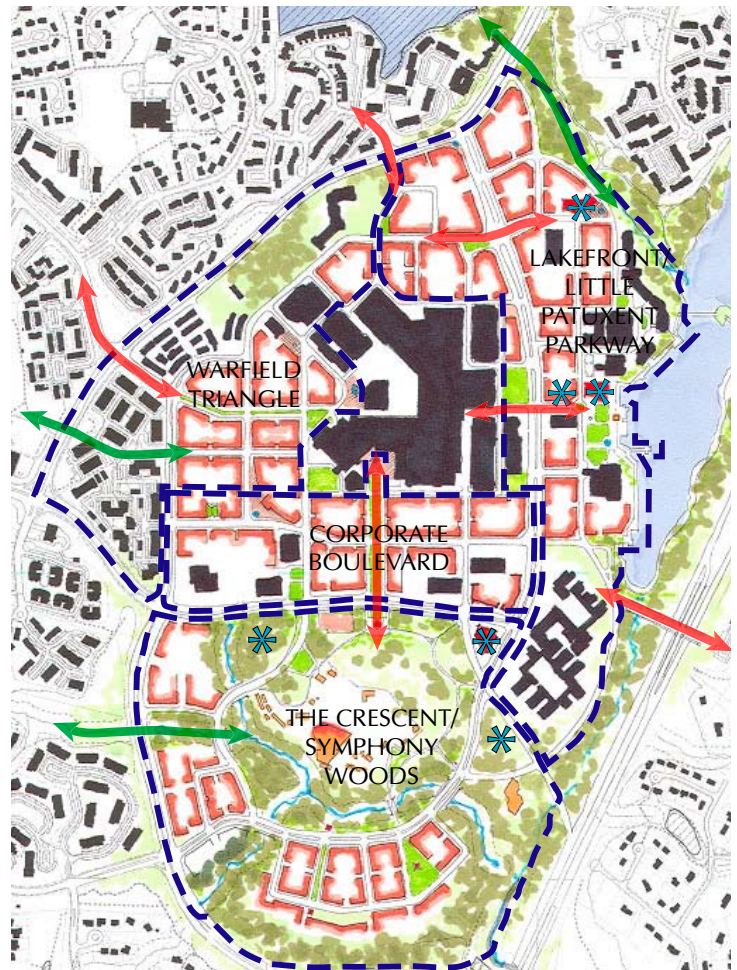 LAKEFRONT/
LITTLE
PATUXENT
PARKWAY
WARFIELD
TRIANGLE
CORPORATE
BOULEVARD
THE CRESCENT/
SYMPHONY
WOODS